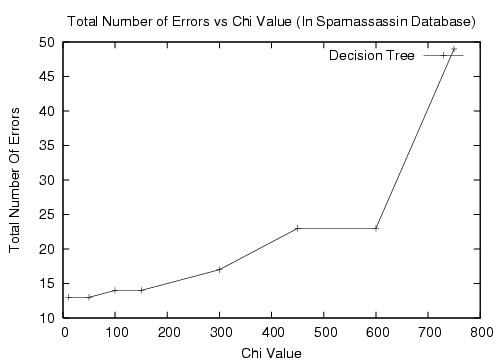 Total Number of Errors vs Chi Value (In Spamassassin Database)
50
Decision Tree
45
40
35
30
25
20
15
10
Total Number Of Errors
0 100 200 300 400 500 600 700 800
Chi Value